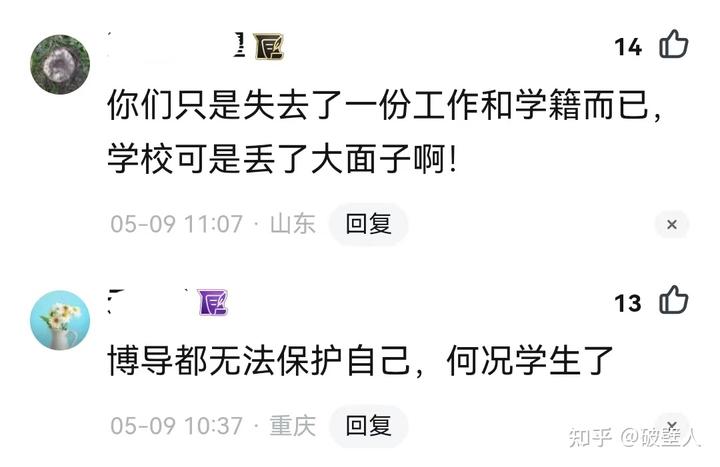 14
你们只是失去了一份工作和学籍而已，
学校可是丢了大面子啊！
05-09 11:07 · 山东 回复
13
博导都无法保护自己，何况学生了
05-09 10:37 · 重庆 回复
知乎 @破壁人